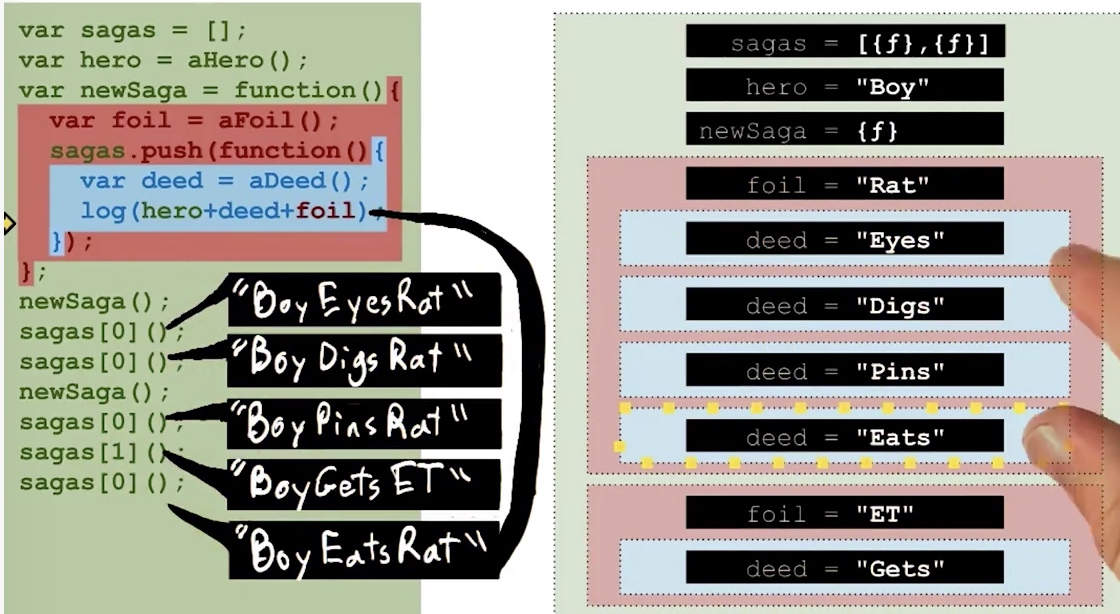 var sagas = [];
var hero = aHero();
var newSaga = function(){
var foil = aFoil();
sagas.push(function(){
var deed = aDeed();
log(hero+deed+foil);
});
};
newSaga();
sagas[0]();
sagas[0]();
newSaga();
sagas[0]();
sagas[1]();
sagas[0]();
"Boy Eyes Rat"
"Boy Digs Rat"
"Boy Pins Rat"
"Boy Gets ET"
"Boy Eats Rat"
sagas = [{f},{f}]
hero = "Boy"
newSaga = {f}
foil = "Rat"
deed = "Eyes"
deed = "Digs"
deed = "Pins"
deed = "Eats"
foil = "ET"
deed = "Gets"